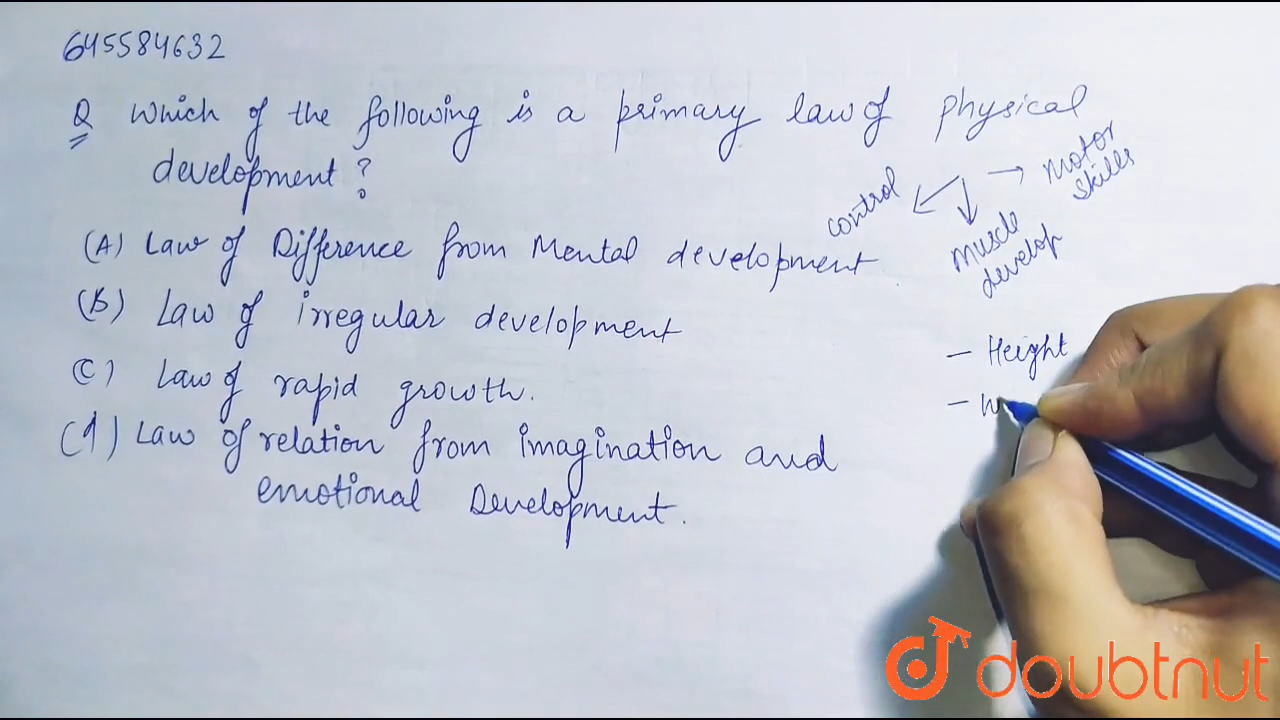 645584632
Q Which of the following is a primary law of physical
development?
control
→ Motor
skills
Muscle
develop
(A) Law of Difference from Mental development
(B) Law of irregular development
(C) Law of rapid growth.
(d) Law of relation from imagination and
emotional Development.
- Height
- W
doubtnut